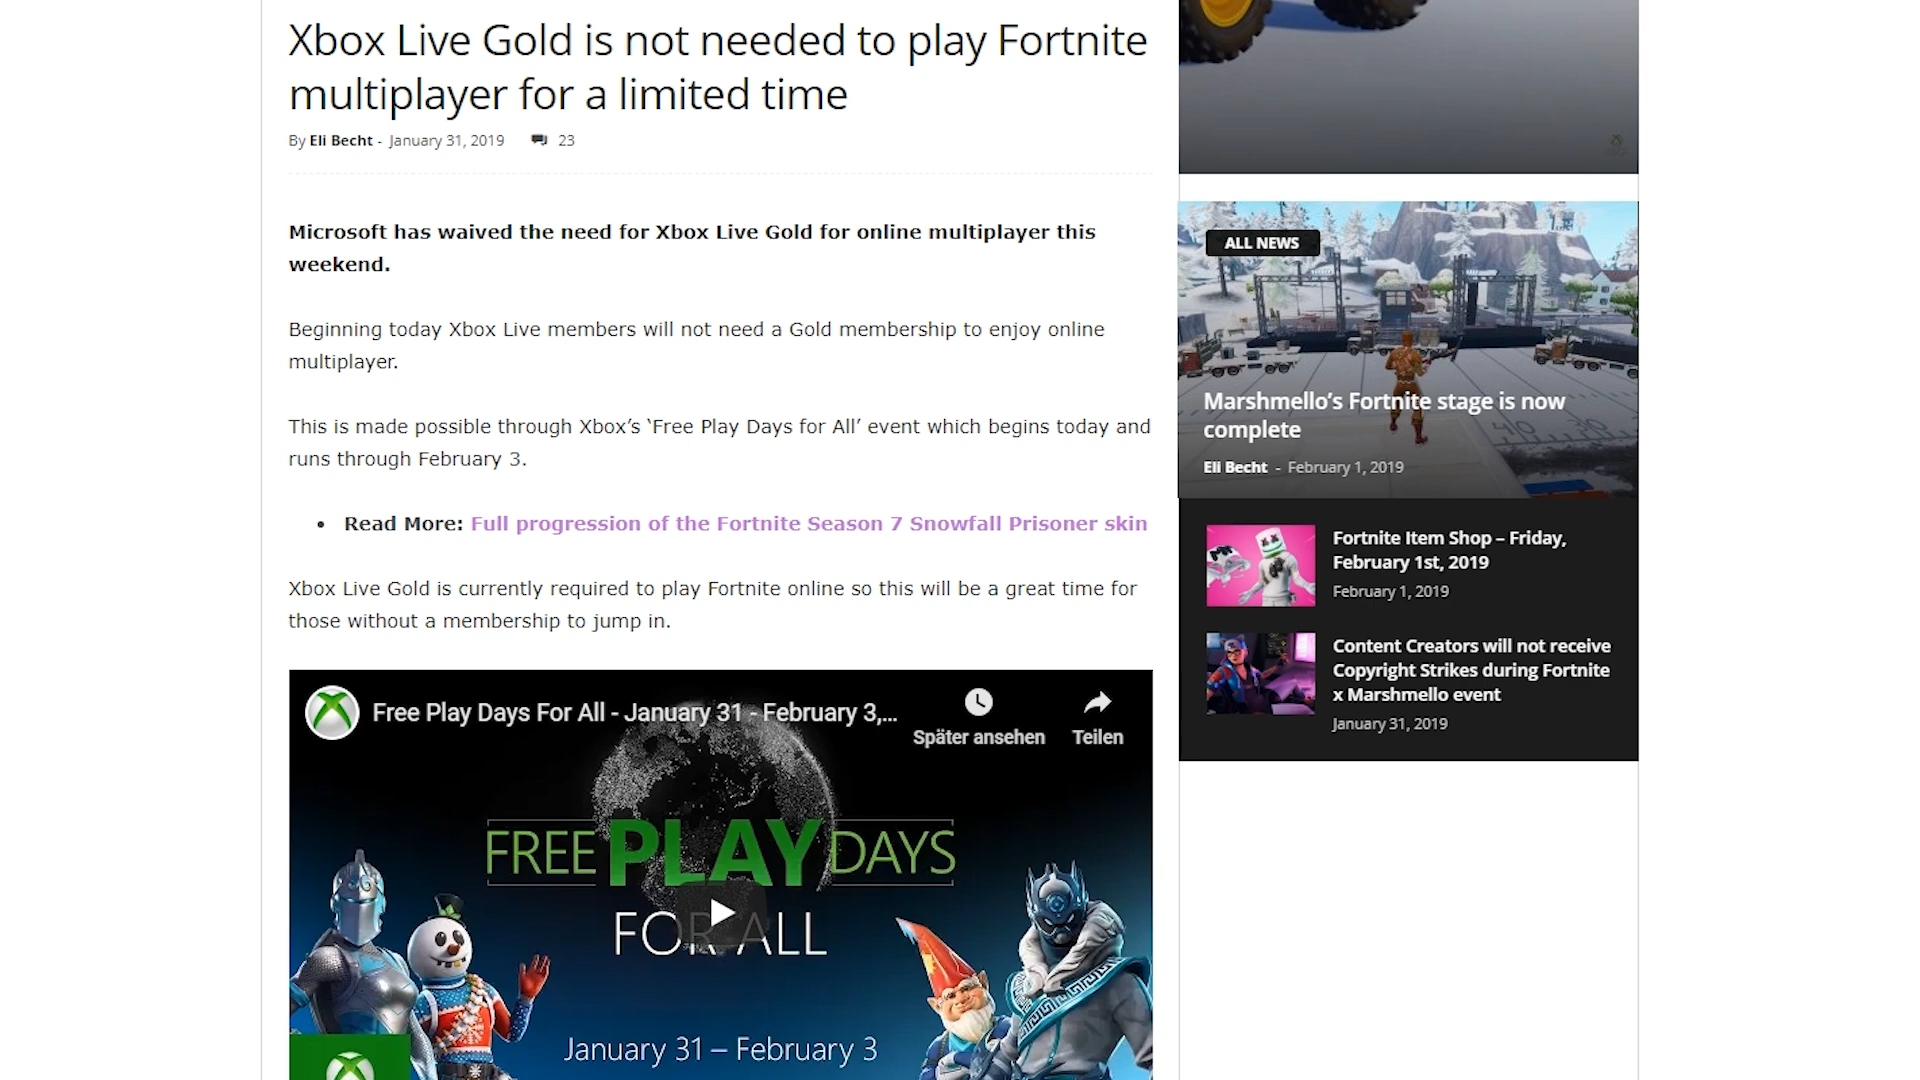 Xbox Live Gold is not needed to play Fortnite
multiplayer for a limited time
By Eli Becht - January 31, 2019 23
Microsoft has waived the need for Xbox Live Gold for online multiplayer this
weekend.
Beginning today Xbox Live members will not need a Gold membership to enjoy online
multiplayer.
This is made possible through Xbox’s ‘Free Play Days for All’ event which begins today and
runs through February 3.
• Read More: Full progression of the Fortnite Season 7 Snowfall Prisoner skin
Xbox Live Gold is currently required to play Fortnite online so this will be a great time for
those without a membership to jump in.
Free Play Days For All - January 31 - February 3,...
Später ansehen
Teilen
FREE PLAY DAYS
FOR ALL
January 31 – February 3
ALL NEWS
Marshmello’s Fortnite stage is now
complete
Eli Becht - February 1, 2019
Fortnite Item Shop – Friday,
February 1st, 2019
February 1, 2019
Content Creators will not receive
Copyright Strikes during Fortnite
x Marshmello event
January 31, 2019